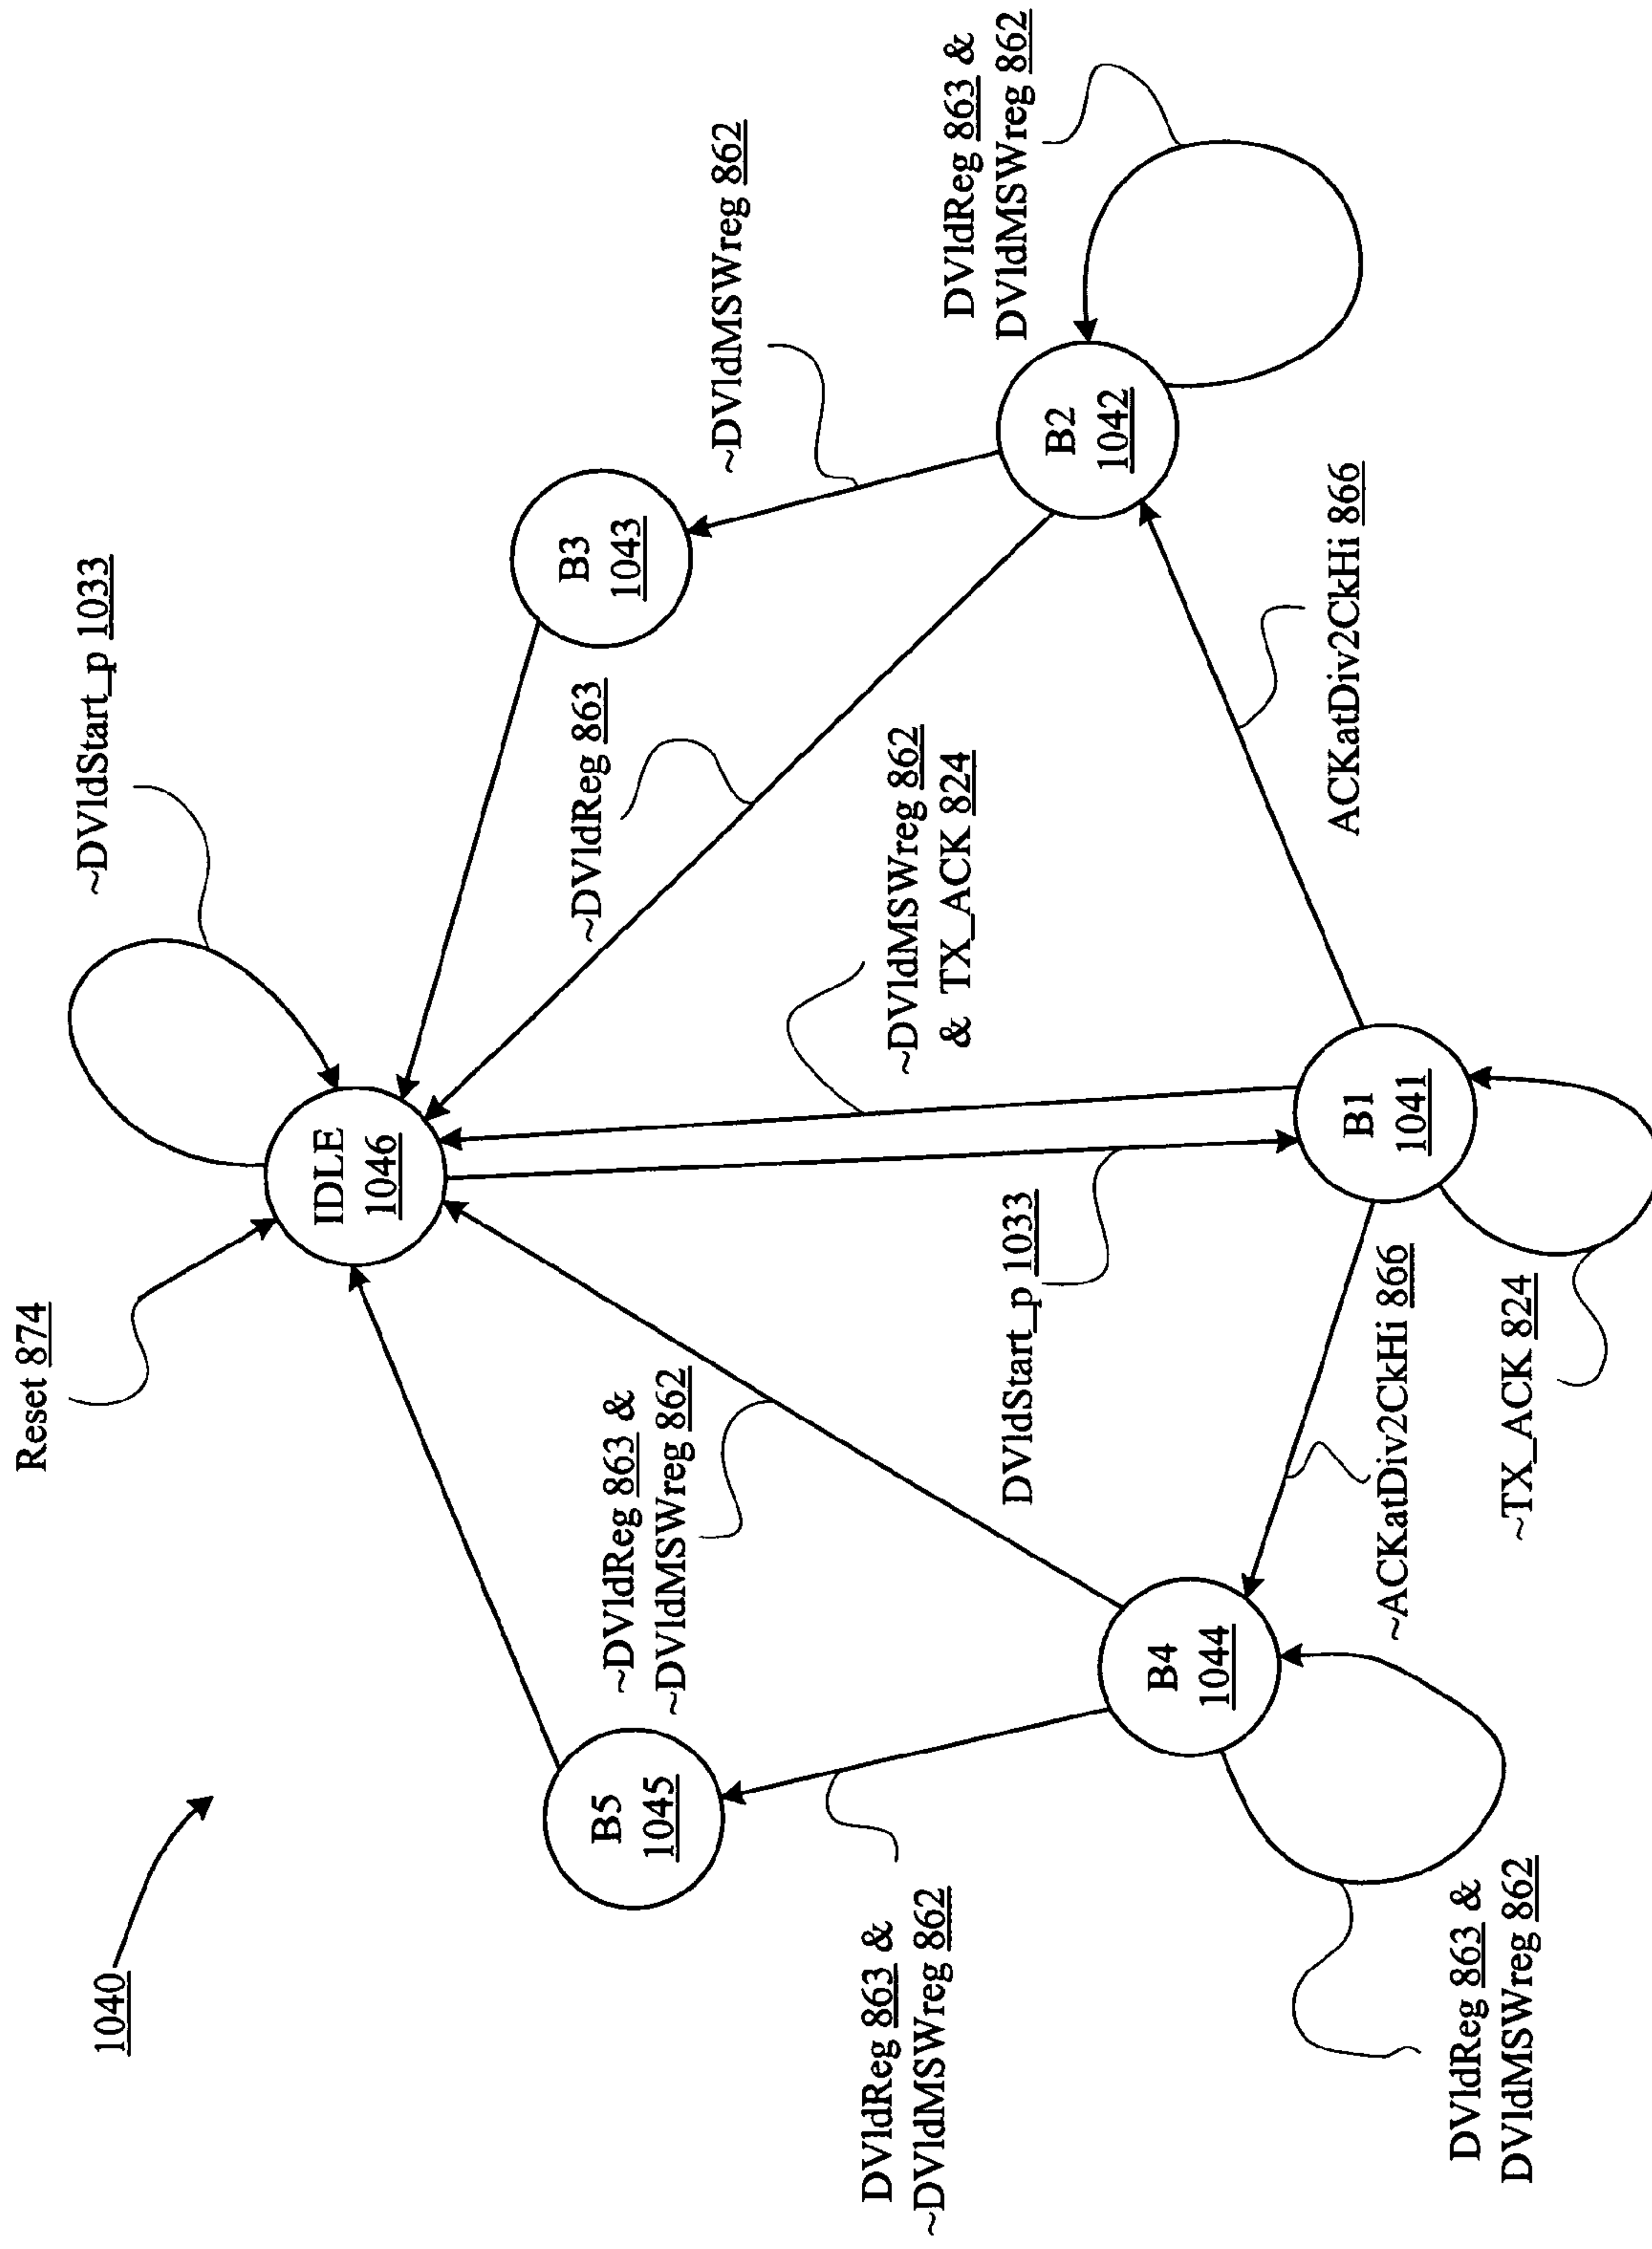 1040
Reset 874
~DVldStart_p 1033
IDLE
1046
B5
1045
B3
1043
~DVldReg 863 &
~DVldMSWreg 862
~DVldReg 863
~DVldMSWreg 862
DVldReg 863 &
~DVldMSWreg 862
~DVldMSWreg 862
& TX_ACK 824
DVldReg 863 &
DVldMSWreg 862
DVldStart_p 1033
B2
1042
B4
1044
ACKatDiv2CkHi 866
B1
1041
~ACKatDiv2CkHi 866
DVldReg 863 &
DVldMSWreg 862
~TX_ACK 824